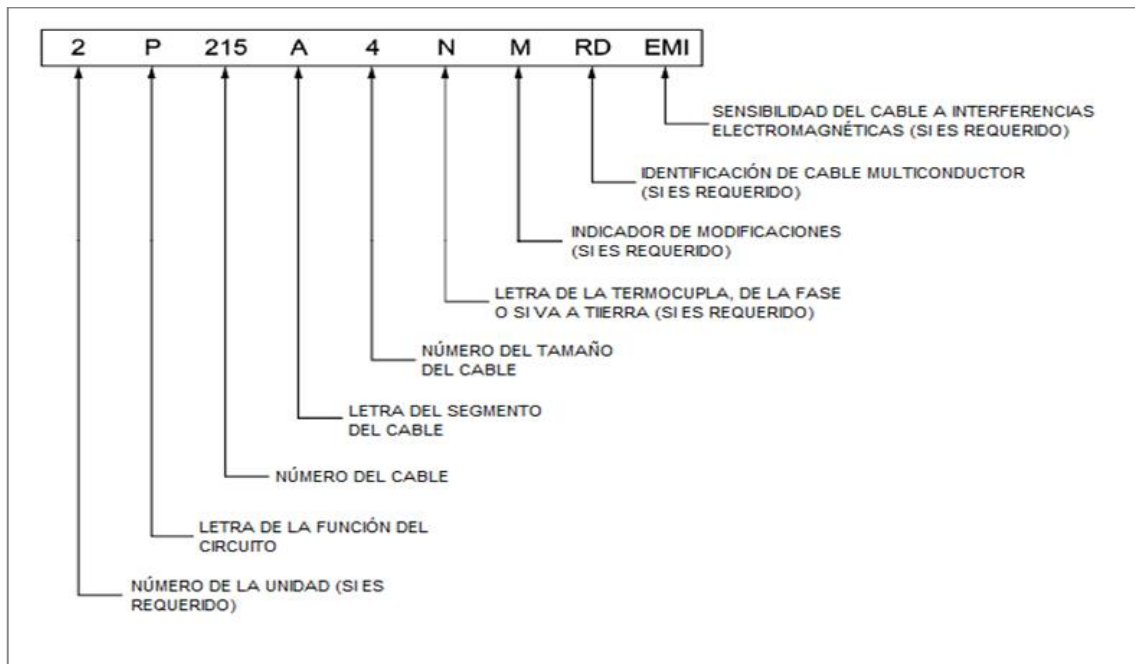 2 P 215 A 4 N M RD EMI
SENSIBILIDAD DEL CABLE A INTERFERENCIAS
ELECTROMAGNÉTICAS (SI ES REQUERIDO)
IDENTIFICACIÓN DE CABLE MULTICONDUCTOR
(SI ES REQUERIDO)
INDICADOR DE MODIFICACIONES
(SI ES REQUERIDO)
LETRA DE LA TERMOCUPLA, DE LA FASE
O SI VA A TIIERRA (SI ES REQUERIDO)
NÚMERO DEL TAMAÑO
DEL CABLE
LETRA DEL SEGMENTO
DEL CABLE
NÚMERO DEL CABLE
LETRA DE LA FUNCIÓN DEL
CIRCUITO
NÚMERO DE LA UNIDAD (SI ES
REQUERIDO)